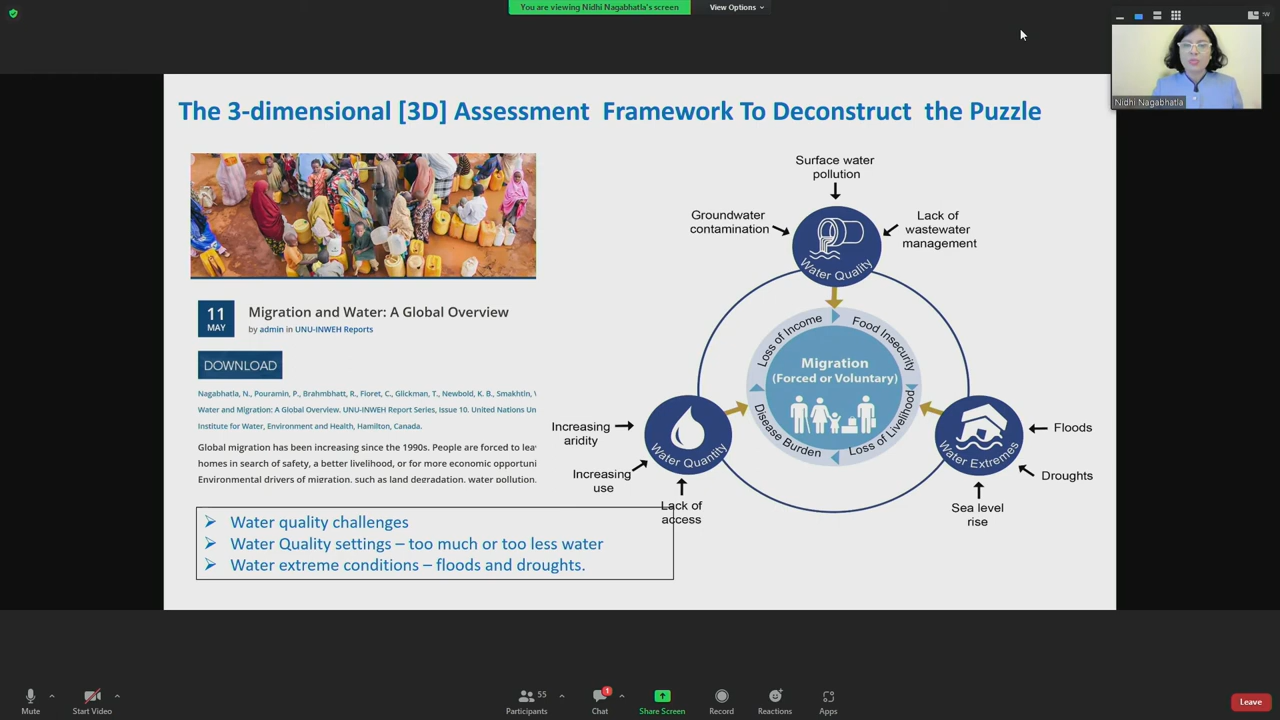 You are viewing Nidhi Nagabhatla's screen
View Options
Nidhi Nagabhatla
The 3-dimensional [3D] Assessment Framework To Deconstruct the Puzzle
11
MAY
Migration and Water: A Global Overview
by admin in UNU-INWEH Reports
DOWNLOAD
Nagabhatla, N., Pouramin, P., Brahmbhatt, R., Fioret, C., Glickman, T., Newbold, K. B., Smakhtin, V
Water and Migration: A Global Overview. UNU-INWEH Report Series, Issue 10. United Nations Un
Institute for Water, Environment and Health, Hamilton, Canada.
Global migration has been increasing since the 1990s. People are forced to lea
homes in search of safety, a better livelihood, or for more economic opportuni
Environmental drivers of migration, such as land degradation, water pollution,
Water quality challenges
Water Quality settings – too much or too less water
Water extreme conditions – floods and droughts.
Surface water
pollution
Groundwater
contamination
Lack of
wastewater
management
Water Quality
Loss of Income
Food Insecurity
Migration
(Forced or Voluntary)
Disease Burden
Loss of Livelihood
Increasing
aridity
Increasing
use
Lack of
access
Water Quantity
Water Extremes
Floods
Droughts
Sea level
rise
Mute
Start Video
55
Participants
1
Chat
Share Screen
Record
Reactions
Apps
Leave